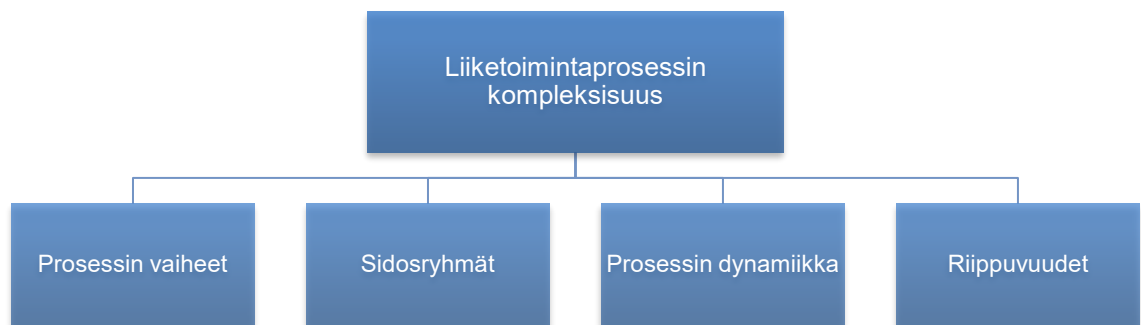 Liiketoimintaprosessin
kompleksisuus
Prosessin vaiheet
Sidosryhmät
Prosessin dynamiikka
Riippuvuudet